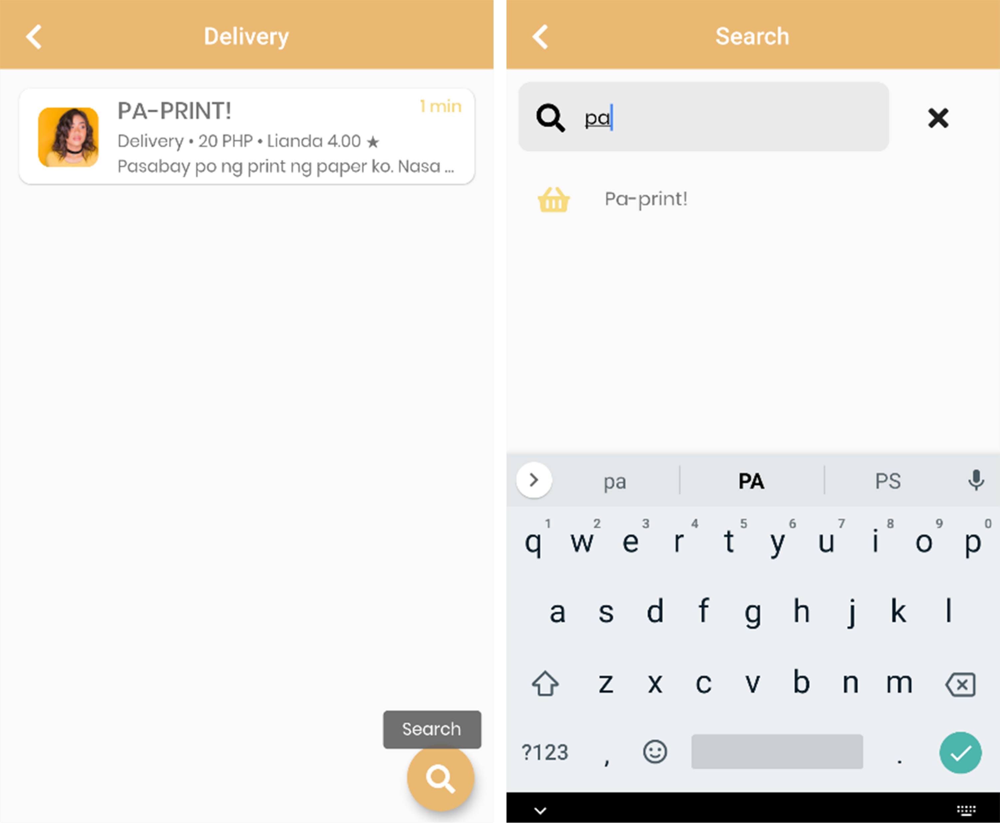 Delivery
PA-PRINT!
1 min
Delivery • 20 PHP • Lianda 4.00 ★
Pasabay po ng print ng paper ko. Nasa ...
Search
Search
pa
Pa-print!
pa PA PS
1 2 3 4 5 6 7 8 9 0
q w e r t y u i o p
a s d f g h j k l
z x c v b n m
?123 , .